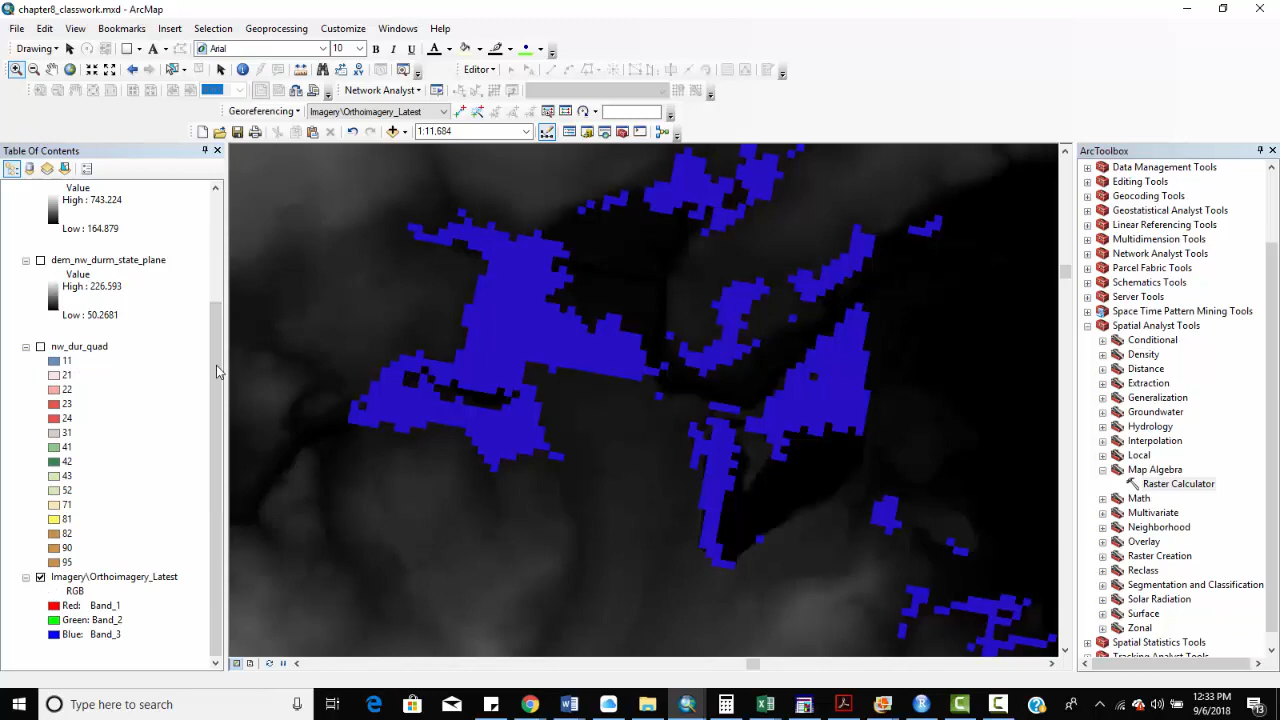 chapter8_classwork.mxd - ArcMap
File Edit View Bookmarks Insert Selection Geoprocessing Customize Windows Help
Drawing Arial 10 B I U A
Editor
Network Analyst
Georeferencing Imagery\Orthoimagery_Latest
1:11.684
Table Of Contents
Value
High : 743.224
Low : 164.879
dem_nw_durm_state_plane
Value
High : 226.593
Low : 50.2681
nw_dur_quad
11
21
22
23
24
31
41
42
43
52
71
81
82
90
95
Imagery\Orthoimagery_Latest
RGB
Red: Band_1
Green: Band_2
Blue: Band_3
ArcToolbox
Data Management Tools
Editing Tools
Geocoding Tools
Geostatistical Analyst Tools
Linear Referencing Tools
Multidimension Tools
Network Analyst Tools
Parcel Fabric Tools
Schematics Tools
Server Tools
Space Time Pattern Mining Tools
Spatial Analyst Tools
Conditional
Density
Distance
Extraction
Generalization
Groundwater
Hydrology
Interpolation
Local
Map Algebra
Raster Calculator
Math
Multivariate
Neighborhood
Overlay
Raster Creation
Reclass
Segmentation and Classification
Solar Radiation
Surface
Zonal
Spatial Statistics Tools
Tracking Analyst Tools
Type here to search
12:33 PM
9/6/2018